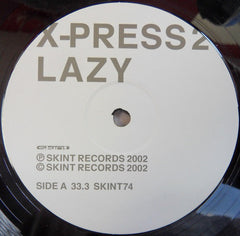 X-PRESS 2
LAZY
Ⓟ SKINT RECORDS 2002
© SKINT RECORDS 2002
SIDE A 33.3 SKINT74